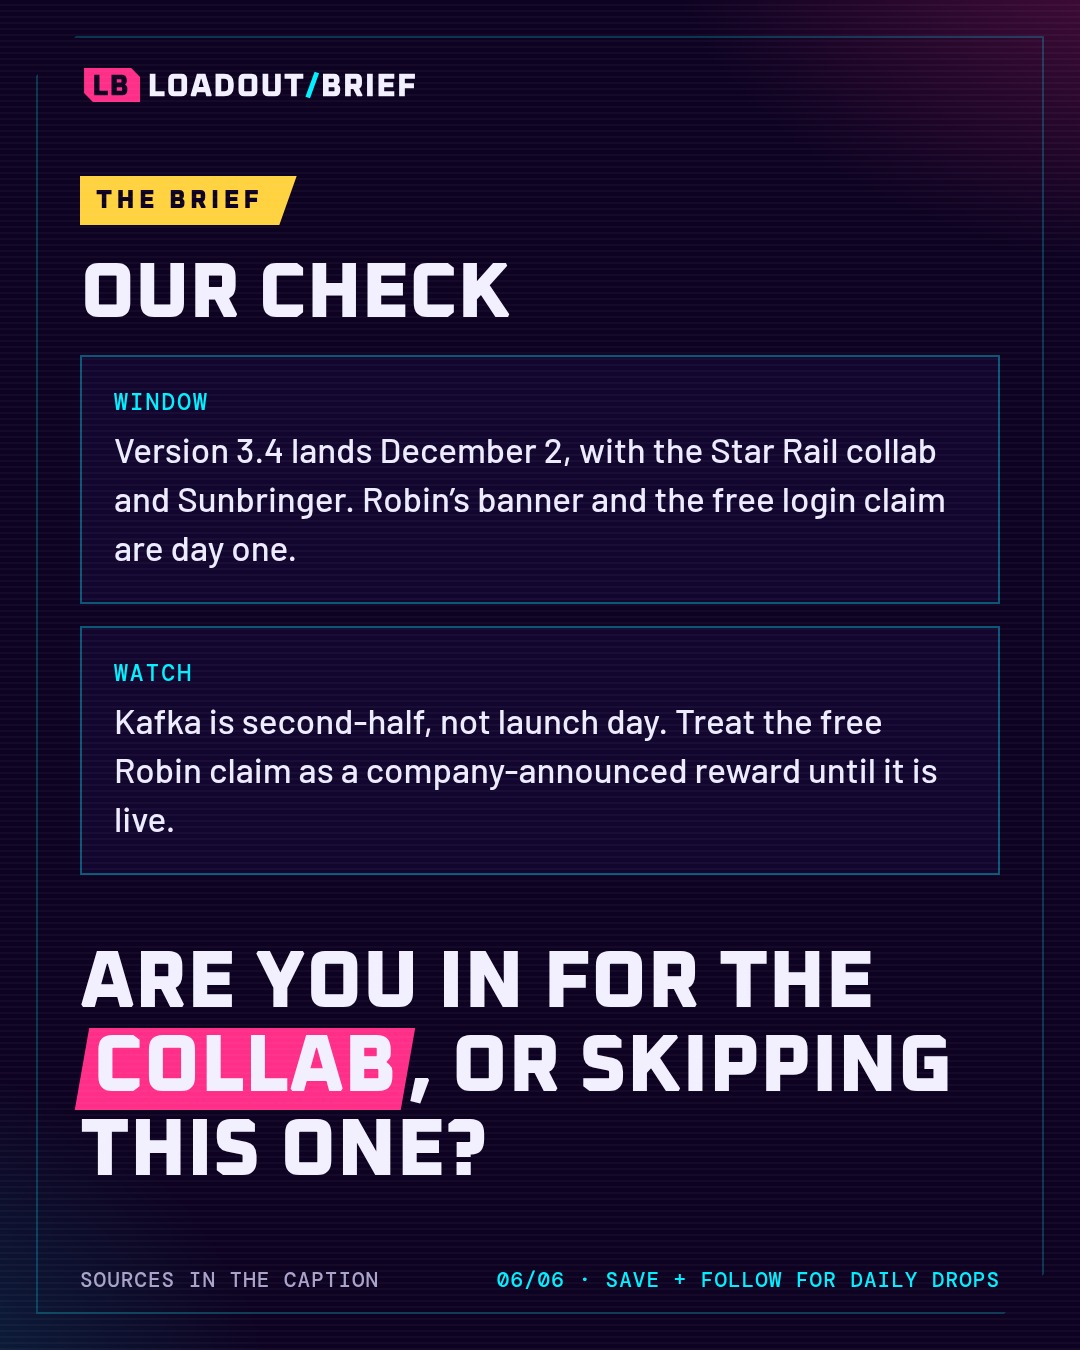 LB LOADOUT/BRIEF
THE BRIEF
OUR CHECK
WINDOW
Version 3.4 lands December 2, with the Star Rail collab
and Sunbringer. Robin’s banner and the free login claim
are day one.
WATCH
Kafka is second-half, not launch day. Treat the free
Robin claim as a company-announced reward until it is
live.
ARE YOU IN FOR THE
COLLAB, OR SKIPPING
THIS ONE?
SOURCES IN THE CAPTION
06/06 · SAVE + FOLLOW FOR DAILY DROPS